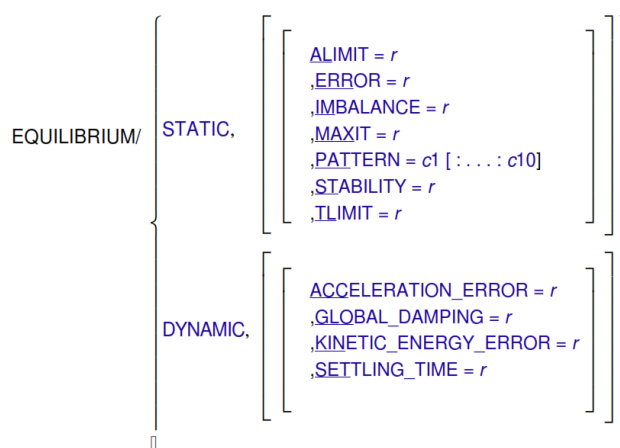 EQUILIBRIUM/
STATIC,
ALIMIT = r
,ERROR = r
,IMBALANCE = r
,MAXIT = r
,PATTERN = c1 [ : . . . : c10]
,STABILITY = r
,TLIMIT = r
DYNAMIC,
ACCELERATION_ERROR = r
,GLOBAL_DAMPING = r
,KINETIC_ENERGY_ERROR = r
,SETTLING_TIME = r